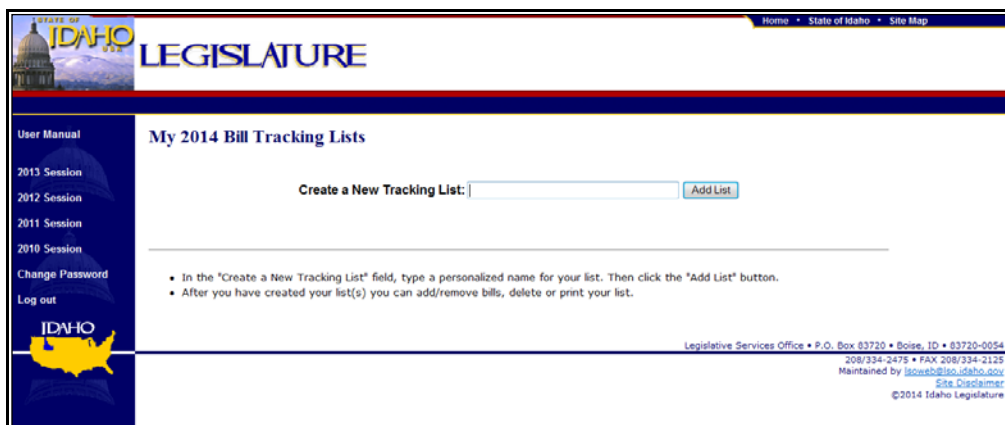 STATE OF
IDAHO
USA
LEGISLATURE
Home • State of Idaho • Site Map
User Manual
2013 Session
2012 Session
2011 Session
2010 Session
Change Password
Log out
IDAHO
My 2014 Bill Tracking Lists
Create a New Tracking List:
Add List
• In the "Create a New Tracking List" field, type a personalized name for your list. Then click the "Add List" button.
• After you have created your list(s) you can add/remove bills, delete or print your list.
Legislative Services Office • P.O. Box 83720 • Boise, ID • 83720-0054
208/334-2475 • FAX 208/334-2125
Maintained by lsoweb@lso.idaho.gov
Site Disclaimer
©2014 Idaho Legislature